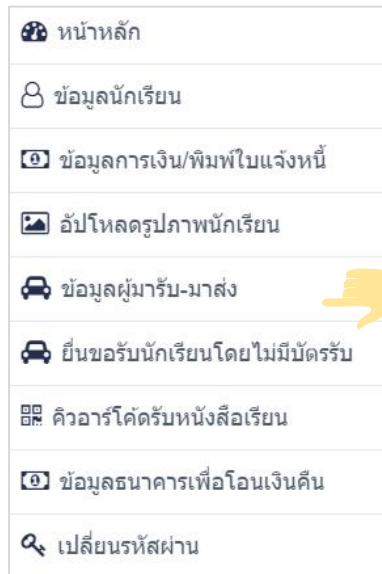 หน้าหลัก
ข้อมูลนักเรียน
ข้อมูลการเงิน/พิมพ์ใบแจ้งหนี้
อัปโหลดรูปภาพนักเรียน
ข้อมูลผู้มารับ-มาส่ง
ยื่นขอรับนักเรียนโดยไม่มีบัตรรับ
คิวอาร์โค้ดรับหนังสือเรียน
ข้อมูลธนาคารเพื่อโอนเงินคืน
เปลี่ยนรหัสผ่าน